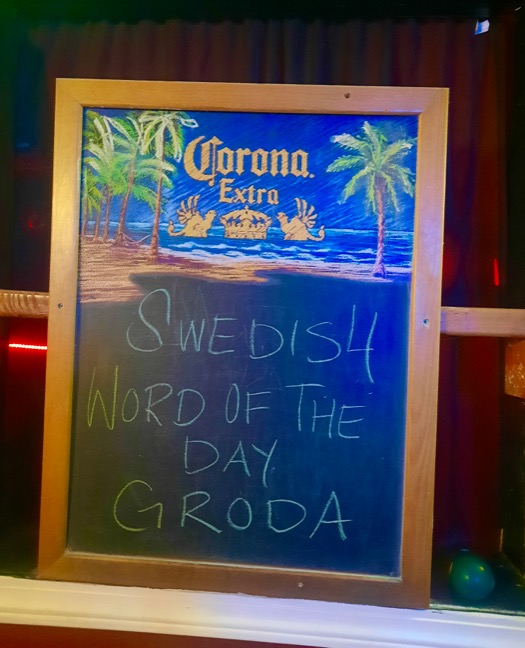 Corona.
Extra
SWEDISH
WORD OF THE
DAY
GRODA